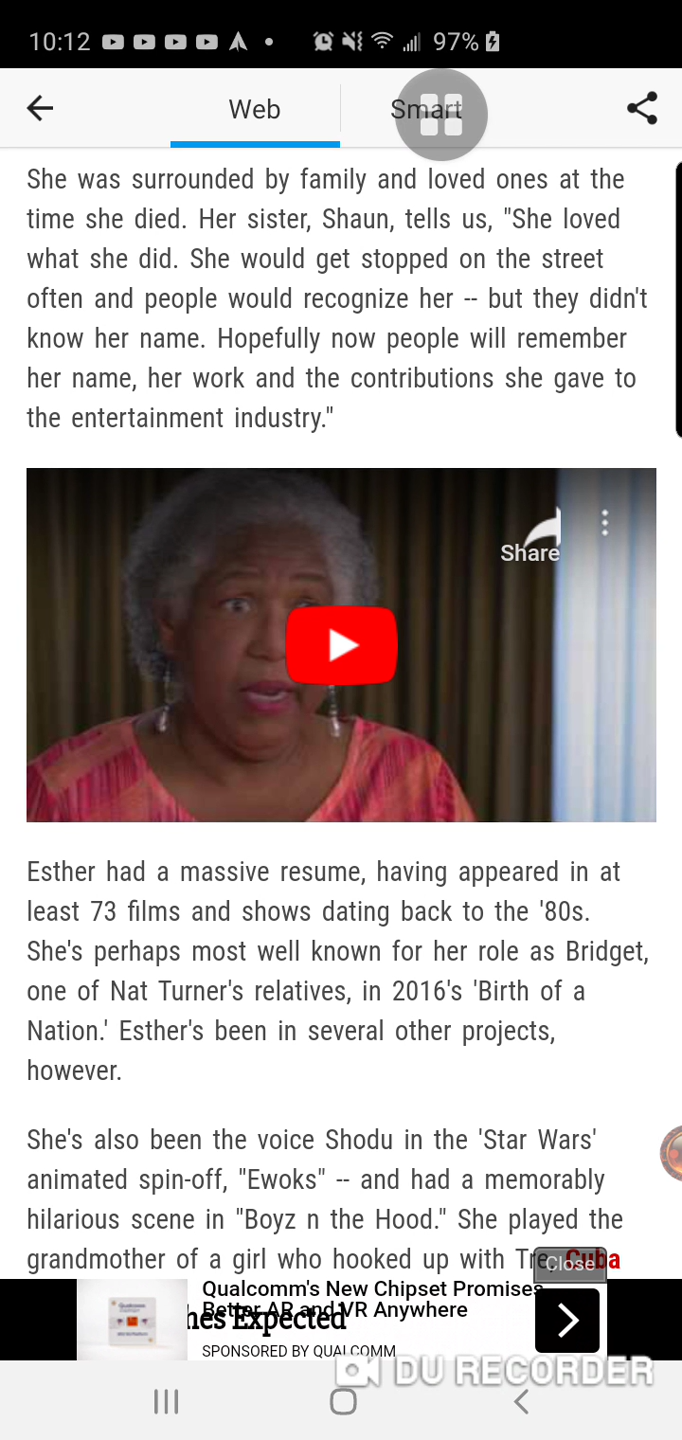 10:12
97%
Web
Smart
She was surrounded by family and loved ones at the
time she died. Her sister, Shaun, tells us, "She loved
what she did. She would get stopped on the street
often and people would recognize her -- but they didn't
know her name. Hopefully now people will remember
her name, her work and the contributions she gave to
the entertainment industry."
Share
Esther had a massive resume, having appeared in at
least 73 films and shows dating back to the '80s.
She's perhaps most well known for her role as Bridget,
one of Nat Turner's relatives, in 2016's 'Birth of a
Nation.' Esther's been in several other projects,
however.
She's also been the voice Shodu in the 'Star Wars'
animated spin-off, "Ewoks" -- and had a memorably
hilarious scene in "Boyz n the Hood." She played the
grandmother of a girl who hooked up with Tre, Cuba
Close
Qualcomm's New Chipset Promises
Better AR and VR Anywhere
hes Expected
SPONSORED BY QUALCOMM
DU RECORDER